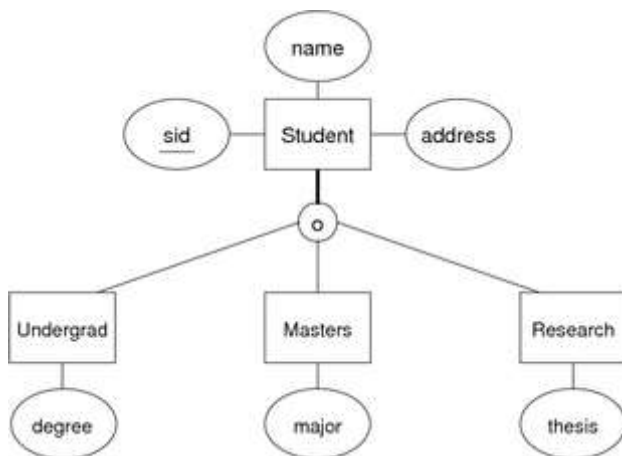 name
sid
Student
address
o
Undergrad
Masters
Research
degree
major
thesis